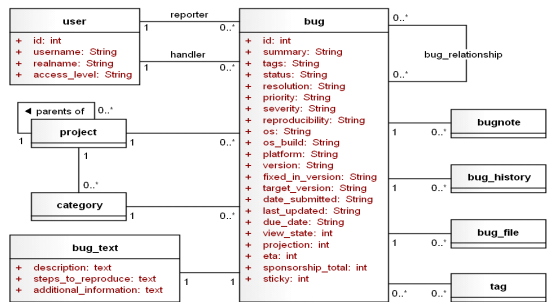 user
+ id: int
+ username: String
+ realname: String
+ access_level: String
reporter
1
0..*
handler
1
0..*
bug
+ id: int
+ summary: String
+ tags: String
+ status: String
+ resolution: String
+ priority: String
+ severity: String
+ reproducibility: String
+ os: String
+ os_build: String
+ platform: String
+ version: String
+ fixed_in_version: String
+ target_version: String
+ date_submitted: String
+ last_updated: String
+ due_date: String
+ view_state: int
+ projection: int
+ eta: int
+ sponsorship_total: int
+ sticky: int
0..*
bug_relationship
0..*
◄ parents of
0..*
1
project
1
0..*
1
0..*
category
1
0..*
bug_text
+ description: text
+ steps_to_reproduce: text
+ additional_information: text
1
1
bugnote
1
0..*
bug_history
1
0..*
bug_file
1
0..*
tag
0..*
0..*